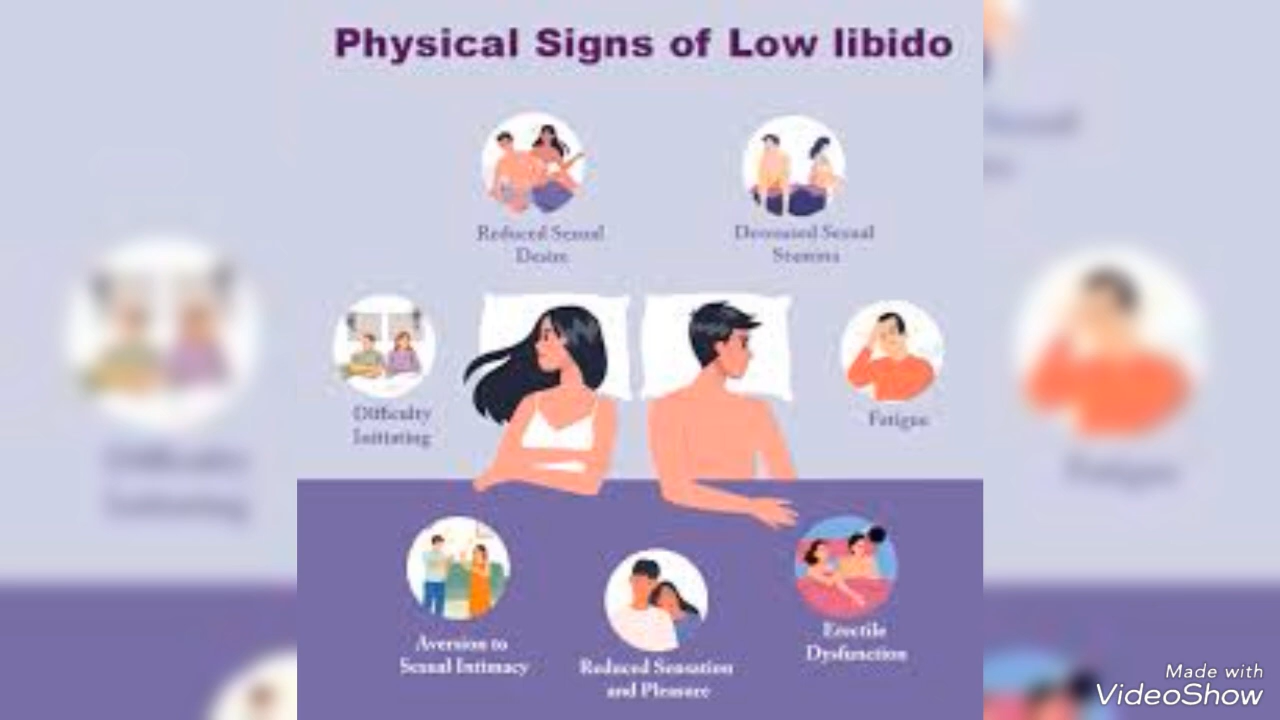 Physical Signs of Low libido
Reduced Sexual
Desire
Decreased Sexual
Stamina
Difficulty
Initiating
Fatigue
Aversion to
Sexual Intimacy
Reduced Sensation
and Pleasure
Erectile
Dysfunction
Made with
VideoShow